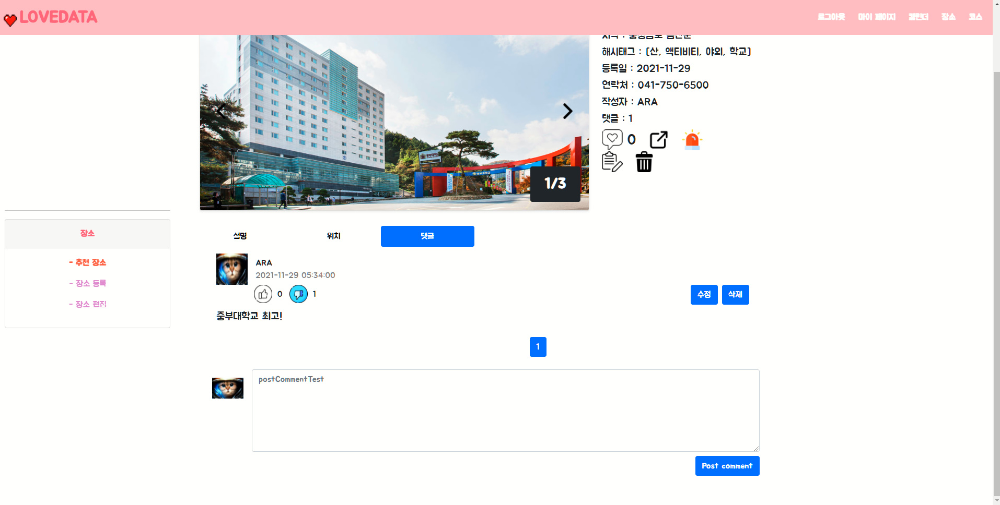 LOVEDATA
로그아웃 마이 페이지 캘린더 장소 코스
해시태그 : [산, 액티비티, 야외, 학교]
등록일 : 2021-11-29
연락처 : 041-750-6500
작성자 : ARA
댓글 : 1
0
1/3
장소
- 추천 장소
- 장소 등록
- 장소 편집
설명 위치 댓글
ARA
2021-11-29 05:34:00
0 1
수정 삭제
중부대학교 최고!
1
postCommentTest
Post comment